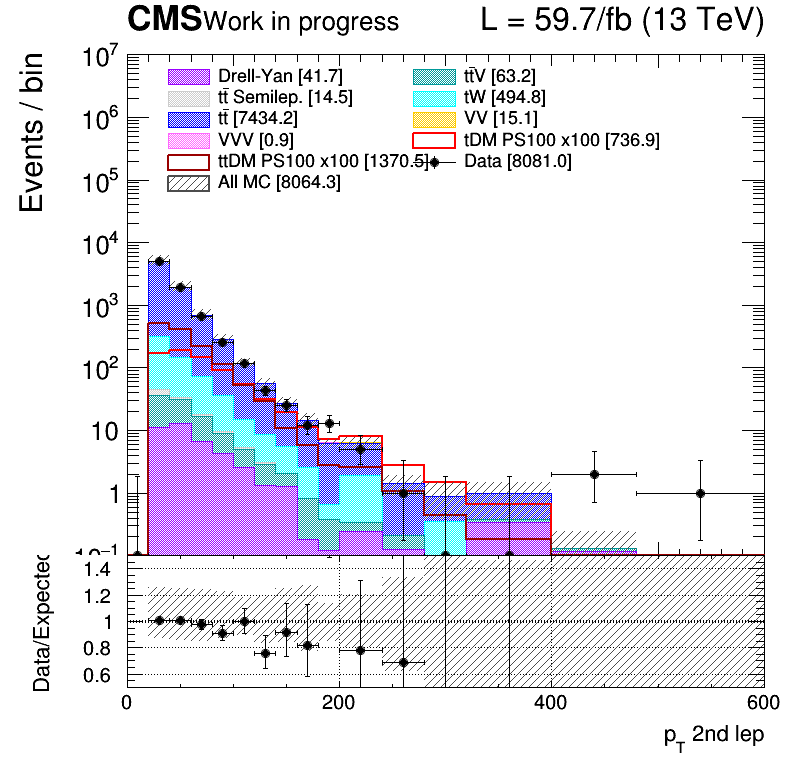 CMS Work in progress L = 59.7/fb (13 TeV)
Events / bin
10⁷
10⁶
10⁵
10⁴
10³
10²
10
1
10⁻¹
Drell-Yan [41.7] tt̄V [63.2]
tt̄ Semilep. [14.5] tW [494.8]
tt̄ [7434.2] VV [15.1]
VVV [0.9] tDM PS100 x100 [736.9]
ttDM PS100 x100 [1370.5] Data [8081.0]
All MC [8064.3]
Data/Expected
1.4
1.2
1
0.8
0.6
0 200 400 600
p_T 2nd lep